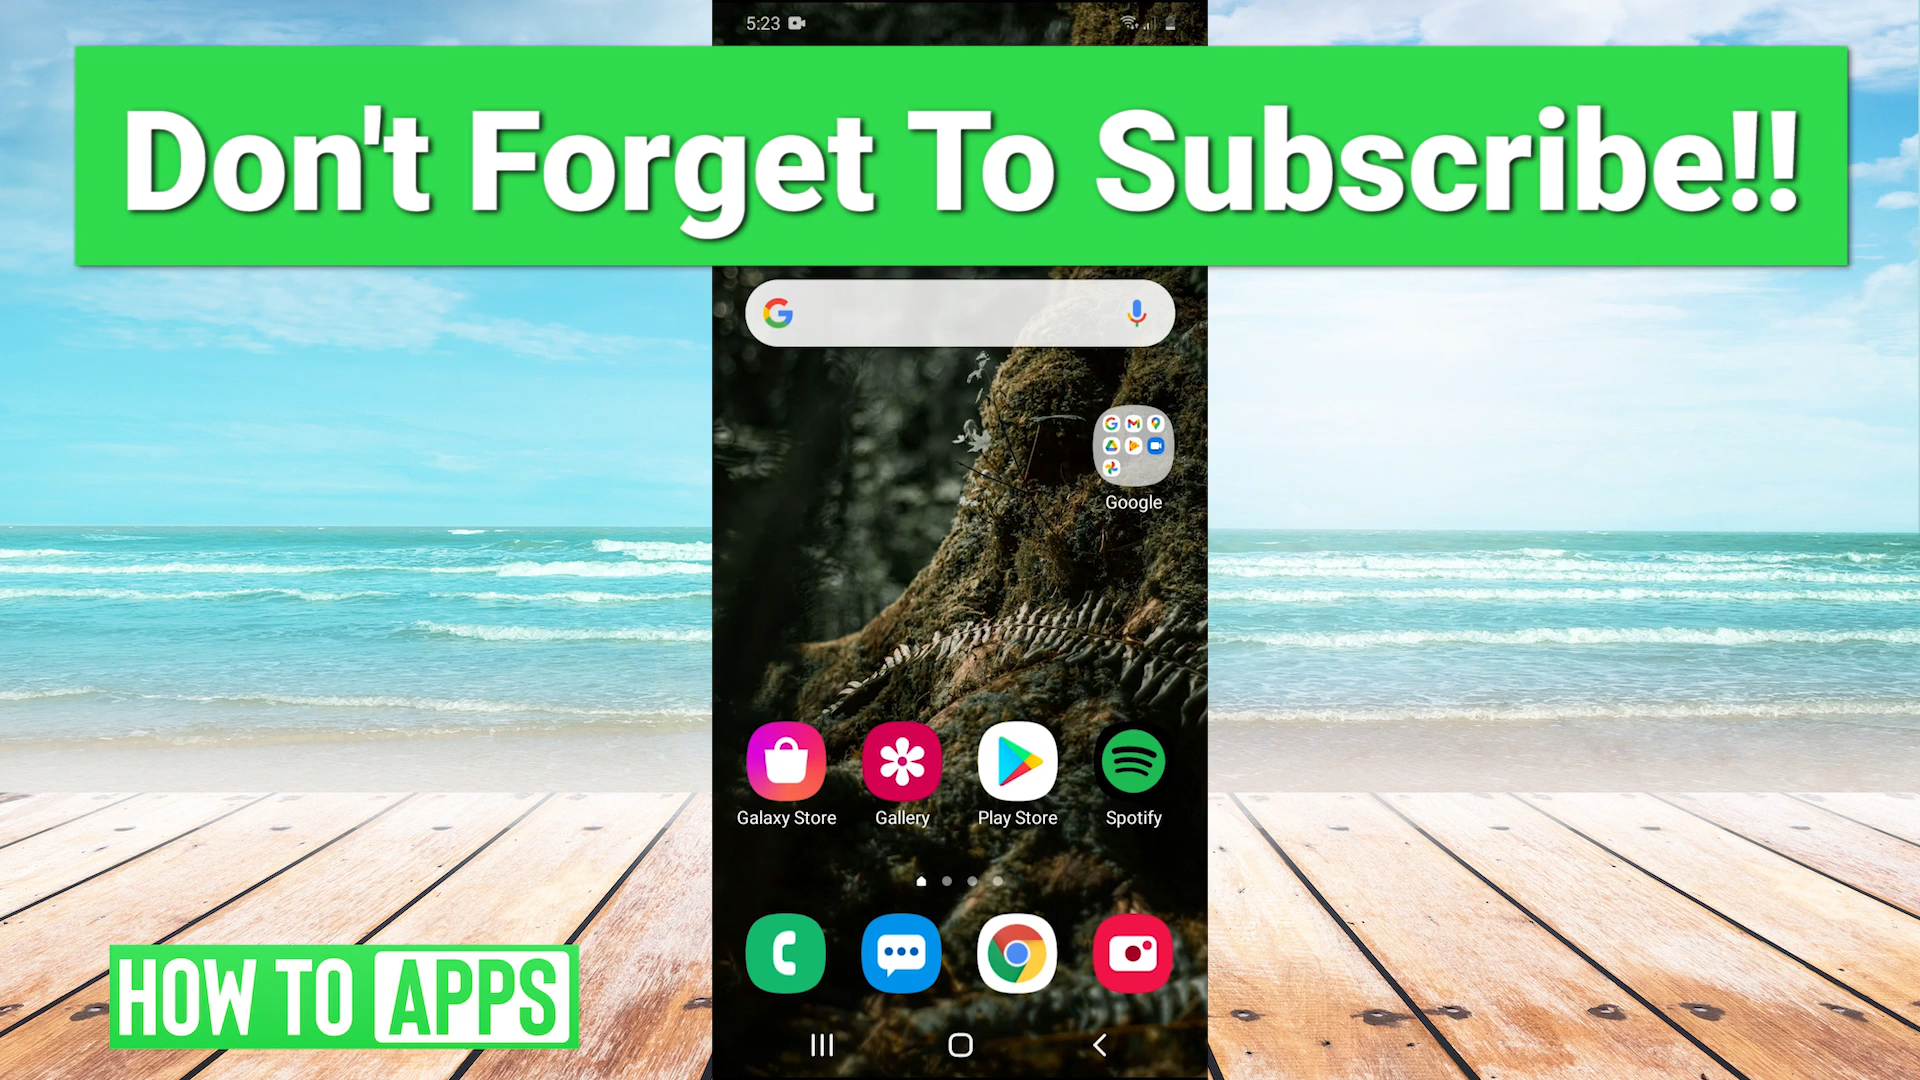 5:23
Don't Forget To Subscribe!!
Google
Galaxy Store
Gallery
Play Store
Spotify
HOW TO APPS